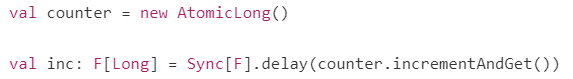 val counter = new AtomicLong()
val inc: F[Long] = Sync[F].delay(counter.incrementAndGet())